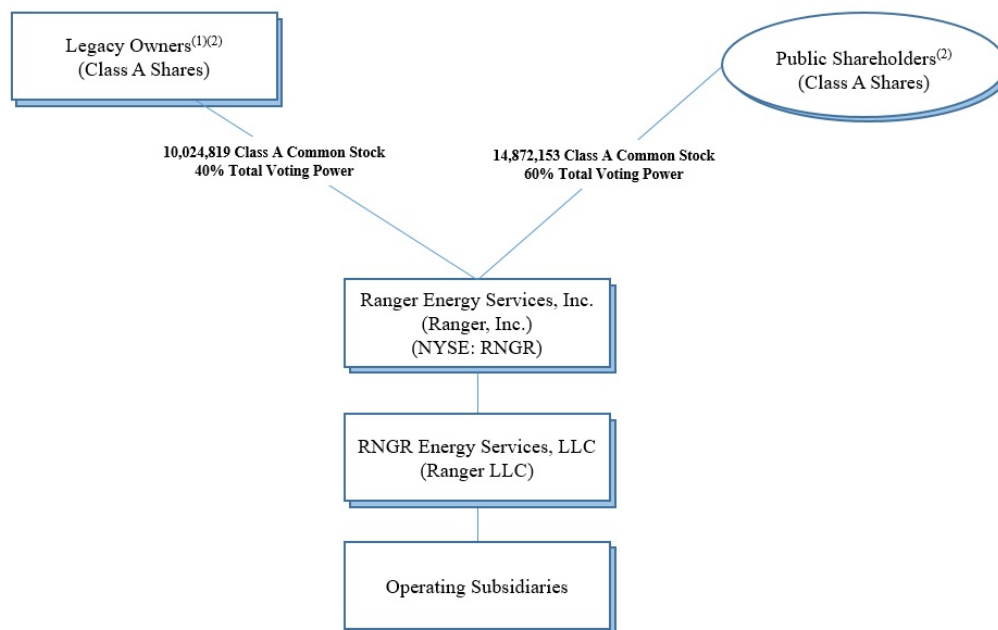 Legacy Owners(1)(2)
(Class A Shares)
Public Shareholders(2)
(Class A Shares)
10,024,819 Class A Common Stock
40% Total Voting Power
14,872,153 Class A Common Stock
60% Total Voting Power
Ranger Energy Services, Inc.
(Ranger, Inc.)
(NYSE: RNGR)
RNGR Energy Services, LLC
(Ranger LLC)
Operating Subsidiaries